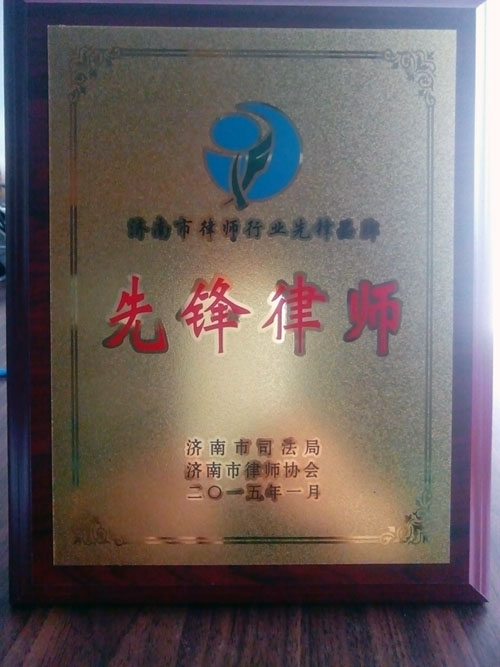 济南市律师行业先锋品牌
先锋律师
济南市司法局
济南市律师协会
二〇一五年一月